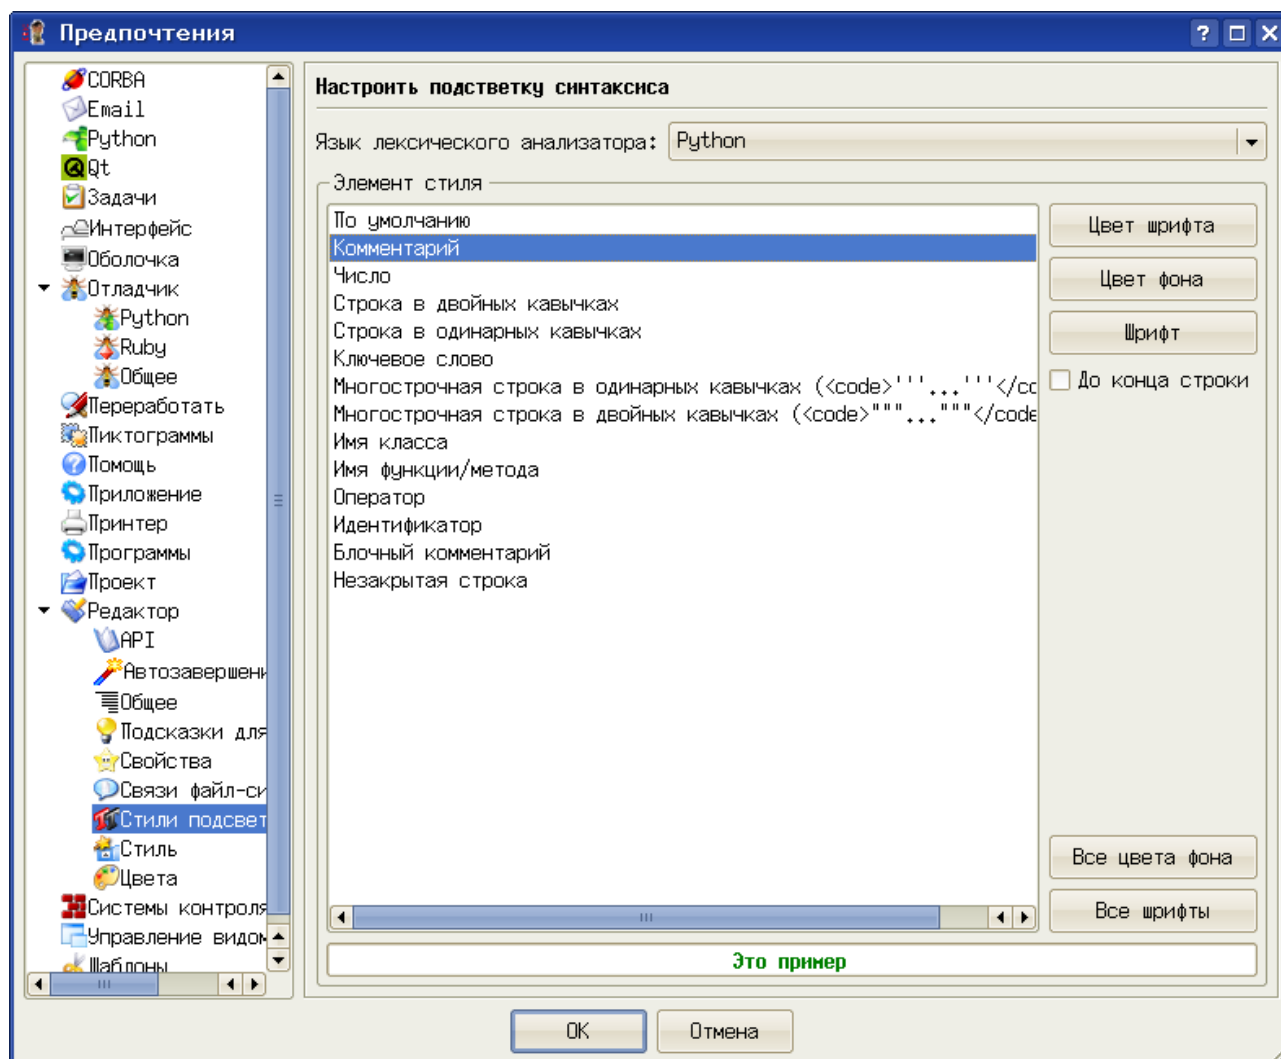 Предпочтения
CORBA
Email
Python
Qt
Задачи
Интерфейс
Оболочка
Отладчик
Python
Ruby
Общее
Переработать
Пиктограммы
Помощь
Приложение
Принтер
Программы
Проект
Редактор
API
Автозавершен
Общее
Подсказки для
Свойства
Связи файл-си
Стили подсвет
Стиль
Цвета
Системы контроля
Управление видом
Шаблоны
Настроить подстветку синтаксиса
Язык лексического анализатора: Python
Элемент стиля
По умолчанию
Комментарий
Число
Строка в двойных кавычках
Строка в одинарных кавычках
Ключевое слово
Многострочная строка в одинарных кавычках (<code>'''...'''</co
Многострочная строка в двойных кавычках (<code>"""..."""</code
Имя класса
Имя функции/метода
Оператор
Идентификатор
Блочный комментарий
Незакрытая строка
Цвет шрифта
Цвет фона
Шрифт
До конца строки
Все цвета фона
Все шрифты
Это пример
OK
Отмена